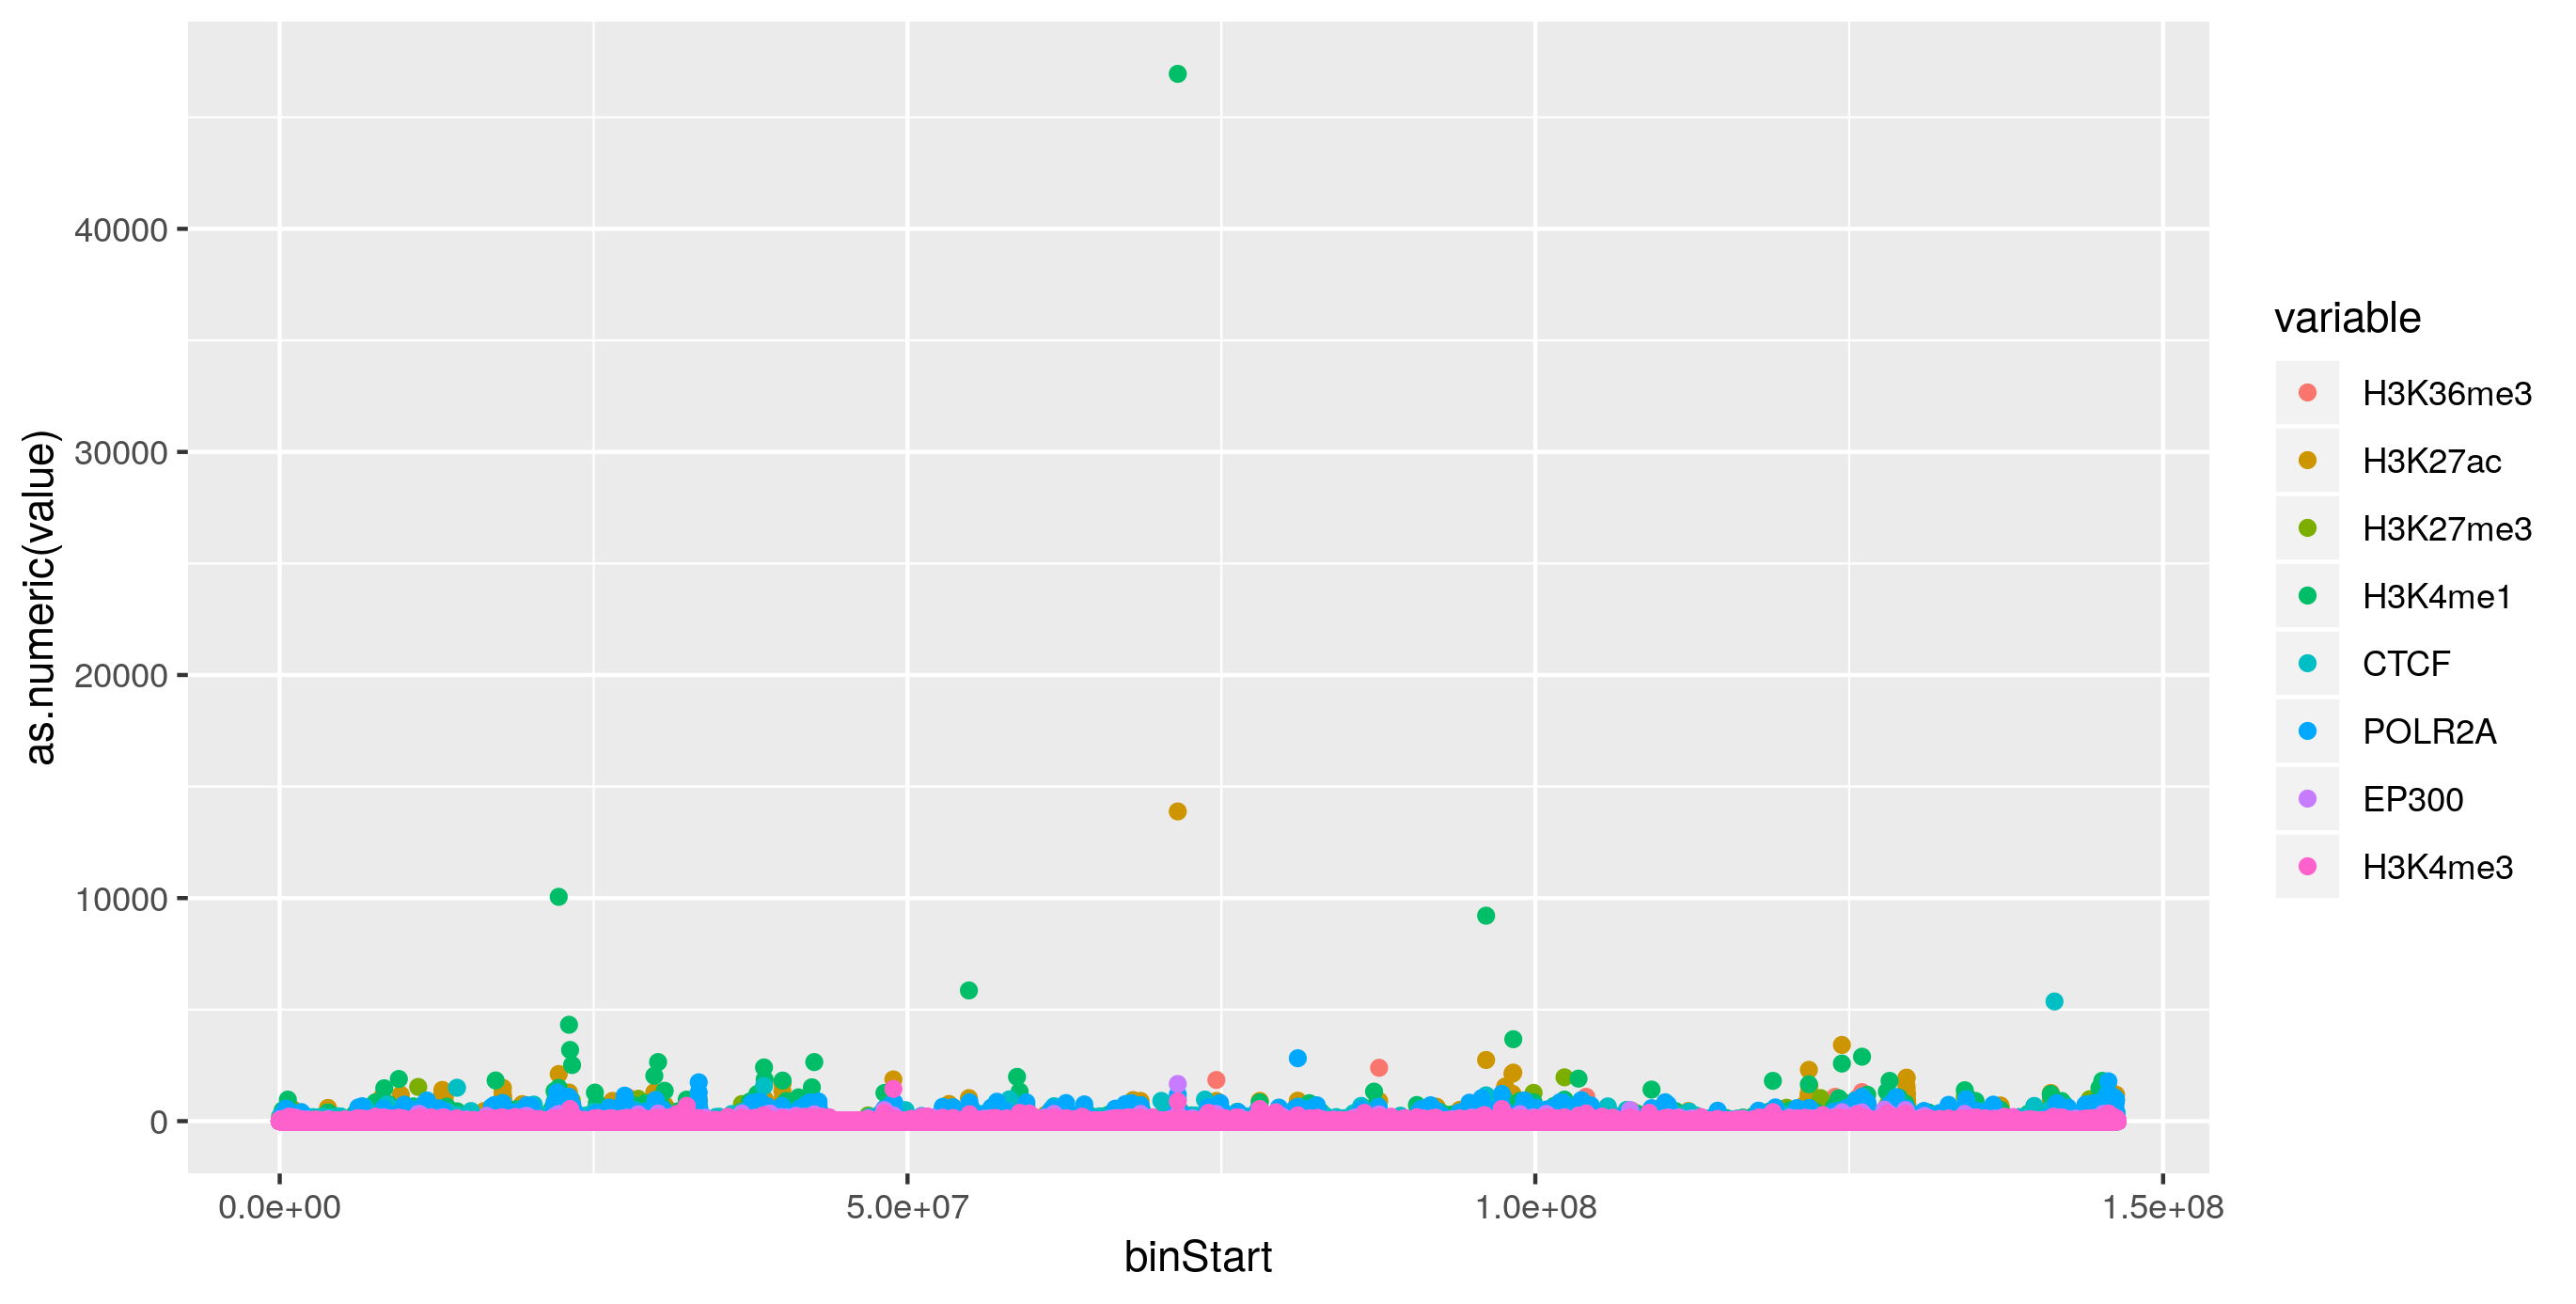 as.numeric(value)
40000
30000
20000
10000
0
0.0e+00
5.0e+07
1.0e+08
1.5e+08
binStart
variable
H3K36me3
H3K27ac
H3K27me3
H3K4me1
CTCF
POLR2A
EP300
H3K4me3